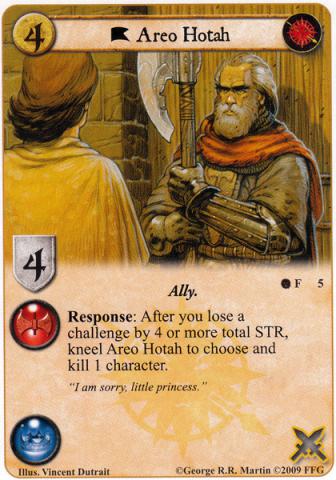 4
Areo Hotah
4
Ally.
F 5
Response: After you lose a
challenge by 4 or more total STR,
kneel Areo Hotah to choose and
kill 1 character.
"I am sorry, little princess."
Illus. Vincent Dutrait
©George R.R. Martin ©2009 FFG